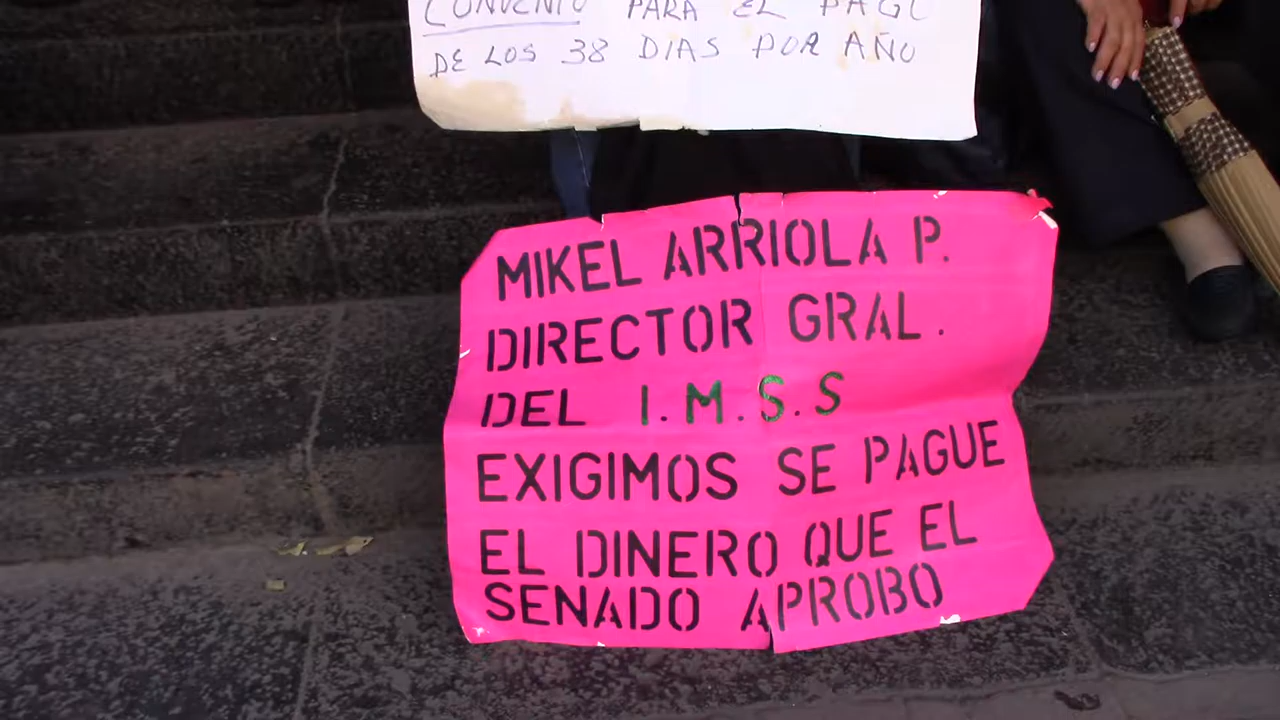 CONVENIO PARA EL PAGO
DE LOS 38 DIAS POR AÑO
MIKEL ARRIOLA P.
DIRECTOR GRAL.
DEL I.M.S.S
EXIGIMOS SE PAGUE
EL DINERO QUE EL
SENADO APROBO